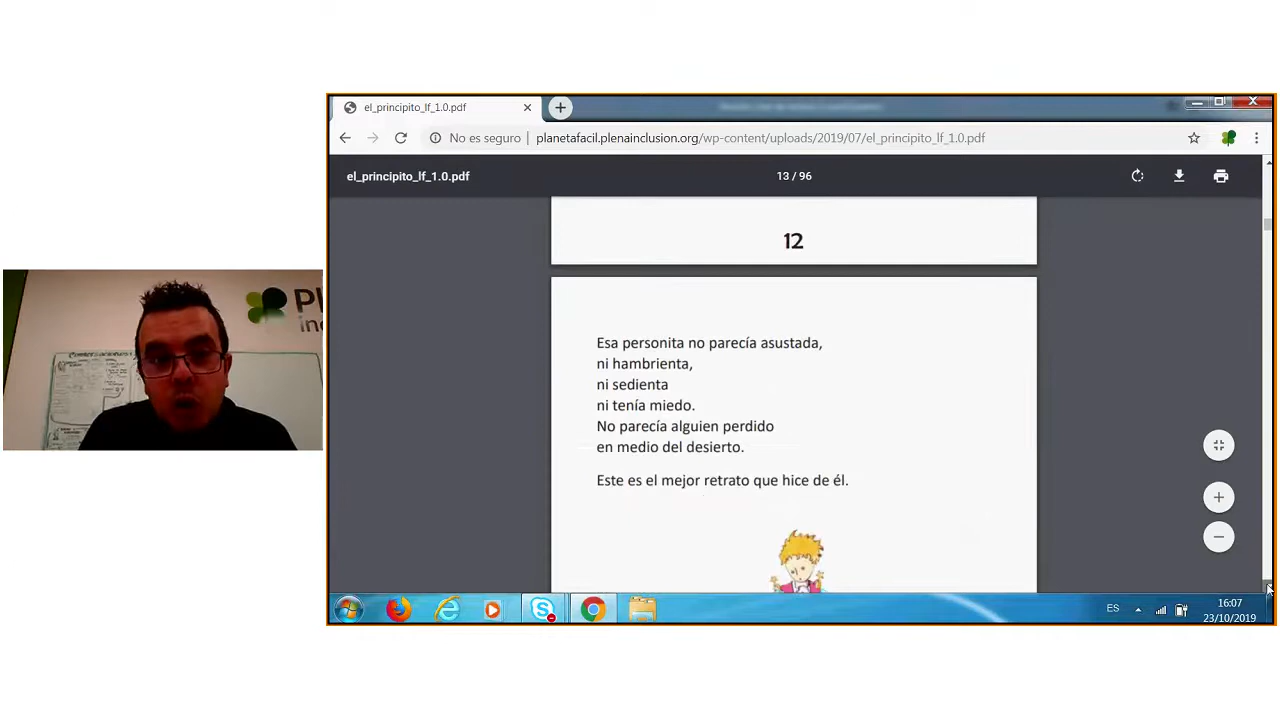 el_principito_lf_1.0.pdf
No es seguro | planetafacil.plenainclusion.org/wp-content/uploads/2019/07/el_principito_lf_1.0.pdf
el_principito_lf_1.0.pdf
13 / 96
12
Esa personita no parecía asustada,
ni hambrienta,
ni sedienta
ni tenía miedo.
No parecía alguien perdido
en medio del desierto.
Este es el mejor retrato que hice de él.
ES
16:07
23/10/2019